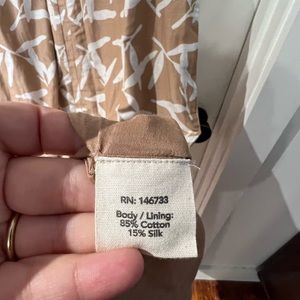 RN: 146733
Body / Lining:
85% Cotton
15% Silk